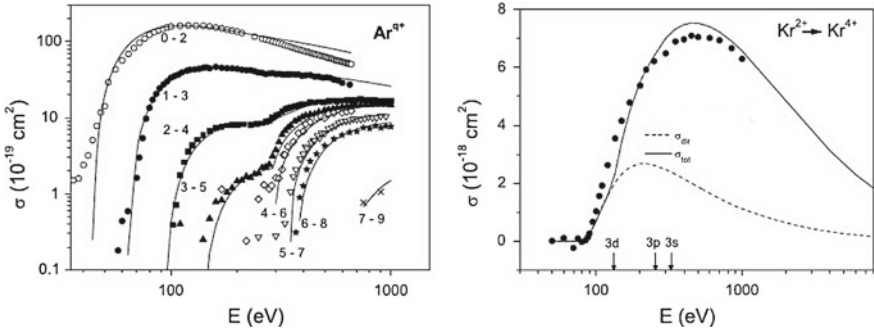 Ar^q+
0 - 2
1 - 3
2 - 4
3 - 5
4 - 6
5 - 7
6 - 8
7 - 9
100
10
1
0.1
σ (10^-19 cm^2)
100
1000
E (eV)
Kr^2+ → Kr^4+
8
6
4
2
0
σ (10^-18 cm^2)
σ_dir
σ_tot
3d
3p
3s
100
1000
E (eV)